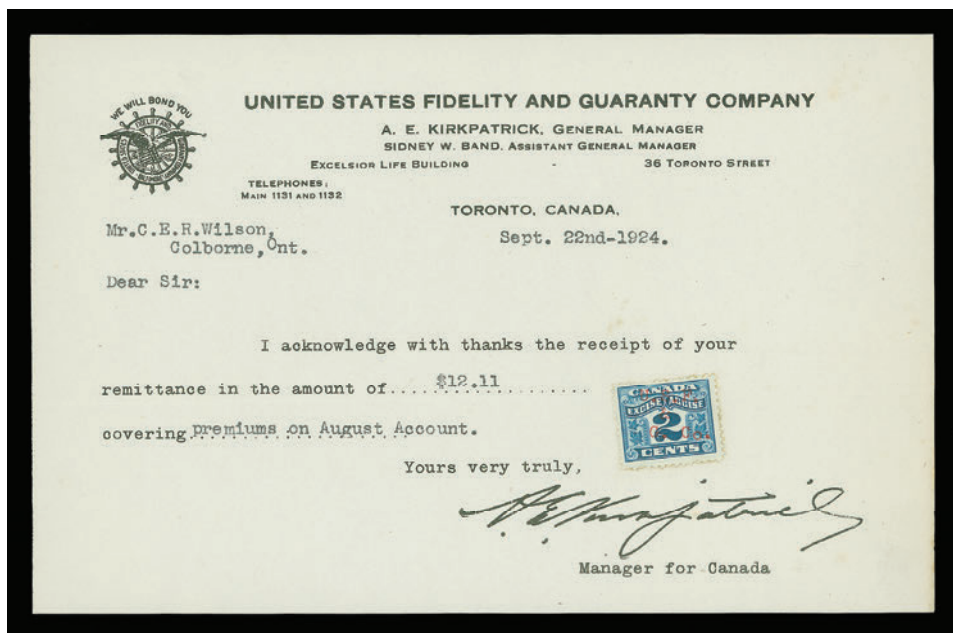 WE WILL BOND YOU
UNITED STATES FIDELITY AND GUARANTY COMPANY
A. E. KIRKPATRICK, GENERAL MANAGER
SIDNEY W. BAND. ASSISTANT GENERAL MANAGER
EXCELSIOR LIFE BUILDING - 36 TORONTO STREET
TELEPHONES;
MAIN 1131 AND 1132
TORONTO, CANADA,
Mr.C.E.R.Wilson,
Sept. 22nd-1924.
Colborne,Ont.
Dear Sir:
I acknowledge with thanks the receipt of your
remittance in the amount of....$12.11..........
covering premiums on August Account.
CANADA
EXCISE TAX ACCISE
2
CENTS
Yours very truly,
A.E. Kirkpatrick
Manager for Canada